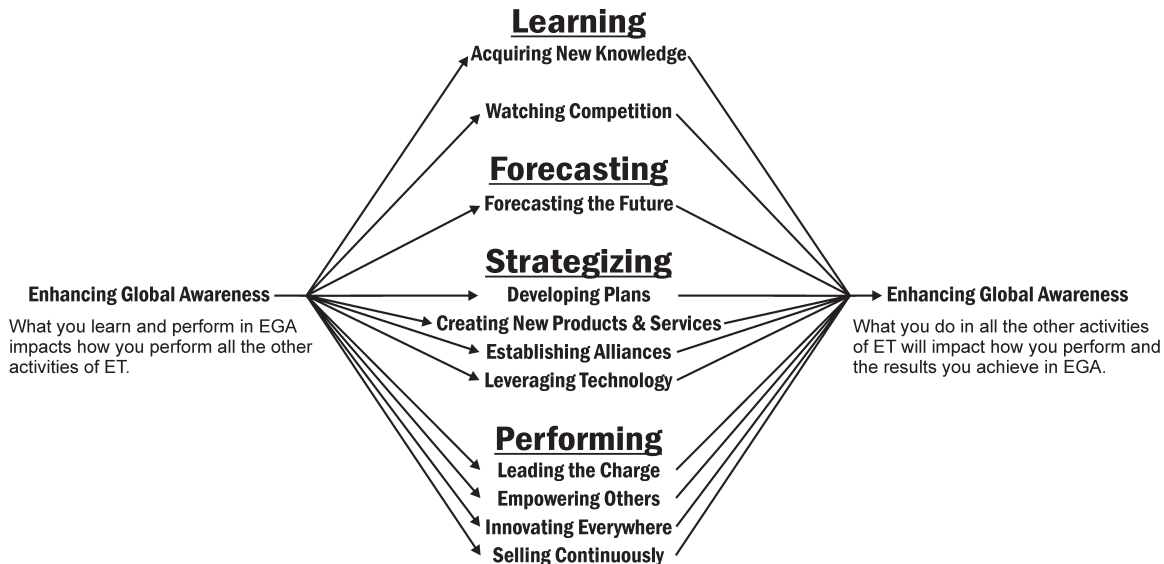 Learning
Acquiring New Knowledge
Watching Competition
Forecasting
Forecasting the Future
Strategizing
Enhancing Global Awareness
What you learn and perform in EGA
impacts how you perform all the other
activities of ET.
Developing Plans
Creating New Products & Services
Establishing Alliances
Leveraging Technology
Enhancing Global Awareness
What you do in all the other activities
of ET will impact how you perform and
the results you achieve in EGA.
Performing
Leading the Charge
Empowering Others
Innovating Everywhere
Selling Continuously